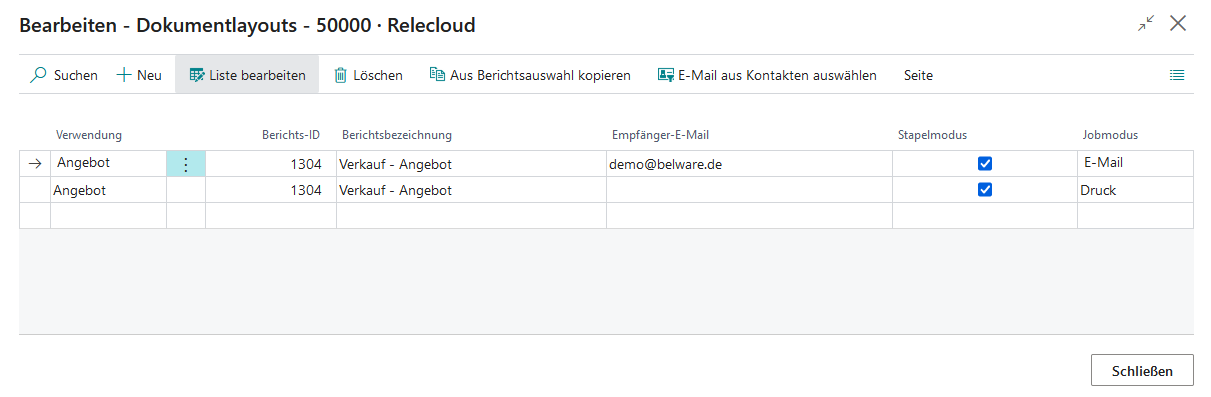 Bearbeiten - Dokumentlayouts - 50000 · Relecloud
Suchen Neu Liste bearbeiten Löschen Aus Berichtsauswahl kopieren E-Mail aus Kontakten auswählen Seite
Verwendung Berichts-ID Berichtsbezeichnung Empfänger-E-Mail Stapelmodus Jobmodus
Angebot 1304 Verkauf - Angebot demo@belware.de E-Mail
Angebot 1304 Verkauf - Angebot Druck
Schließen